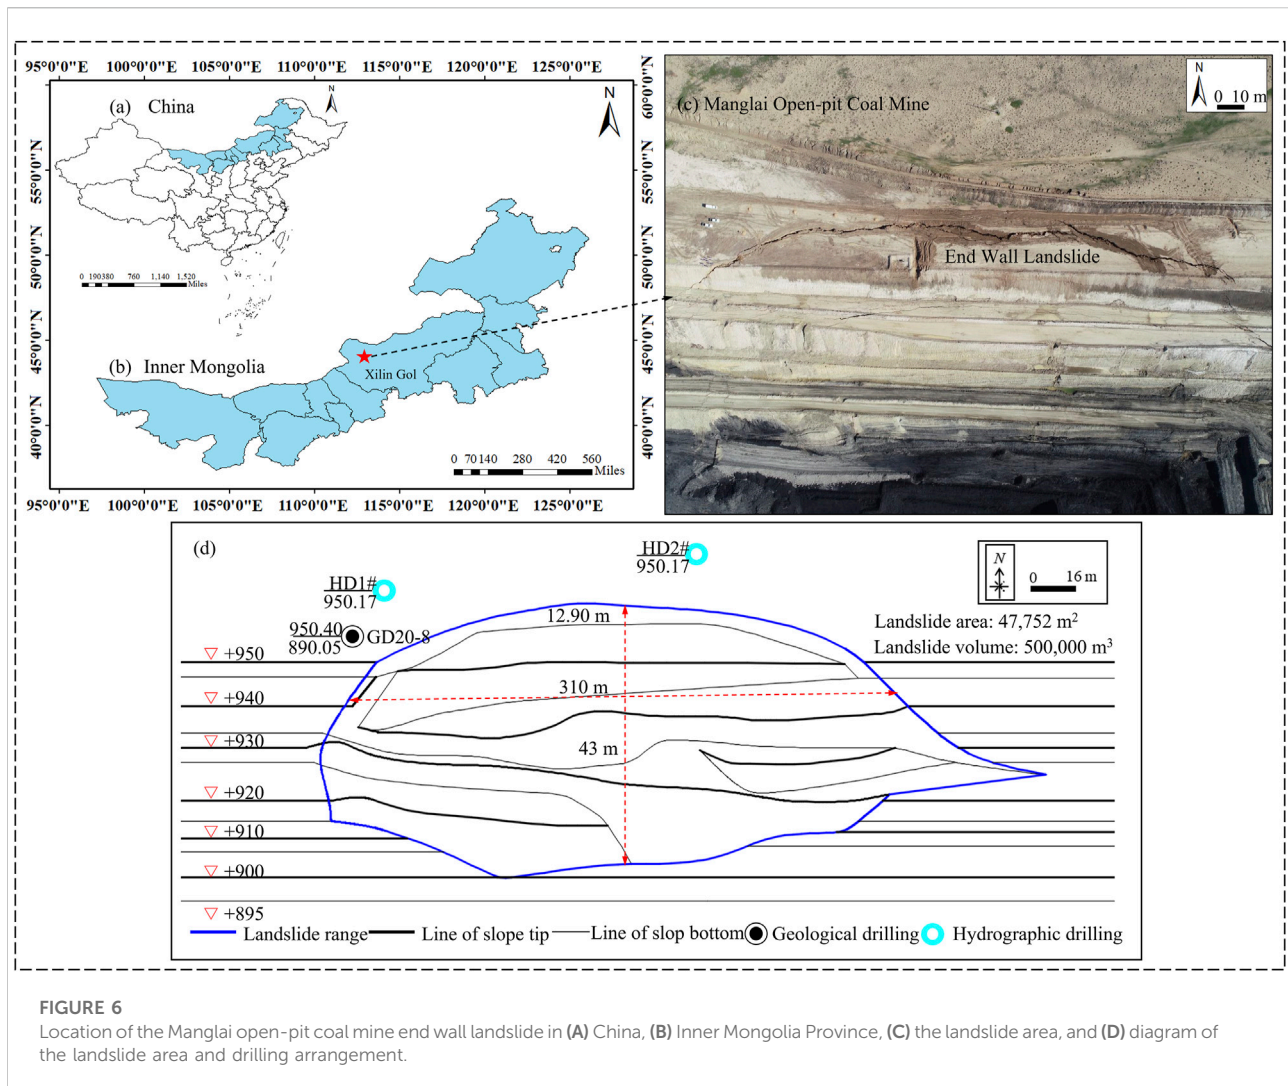 95°0'0"E 100°0'0"E 105°0'0"E 110°0'0"E 115°0'0"E 120°0'0"E 125°0'0"E
(a) China
N
0 190380 760 1,140 1,520
Miles
N
(b) Inner Mongolia
Xilin Gol
0 70 140 280 420 560
Miles
60°0'0"N
55°0'0"N
50°0'0"N
45°0'0"N
40°0'0"N
95°0'0"E 100°0'0"E 105°0'0"E 110°0'0"E 115°0'0"E 120°0'0"E 125°0'0"E
(c) Manglai Open-pit Coal Mine
N
0 10 m
End Wall Landslide
(d)
HD1#
950.17
HD2#
950.17
950.40
890.05
GD20-8
N
0 16 m
Landslide area: 47,752 m²
Landslide volume: 500,000 m³
12.90 m
310 m
43 m
+950
+940
+930
+920
+910
+900
+895
Landslide range
Line of slope tip
Line of slop bottom
Geological drilling
Hydrographic drilling
FIGURE 6
Location of the Manglai open-pit coal mine end wall landslide in (A) China, (B) Inner Mongolia Province, (C) the landslide area, and (D) diagram of
the landslide area and drilling arrangement.